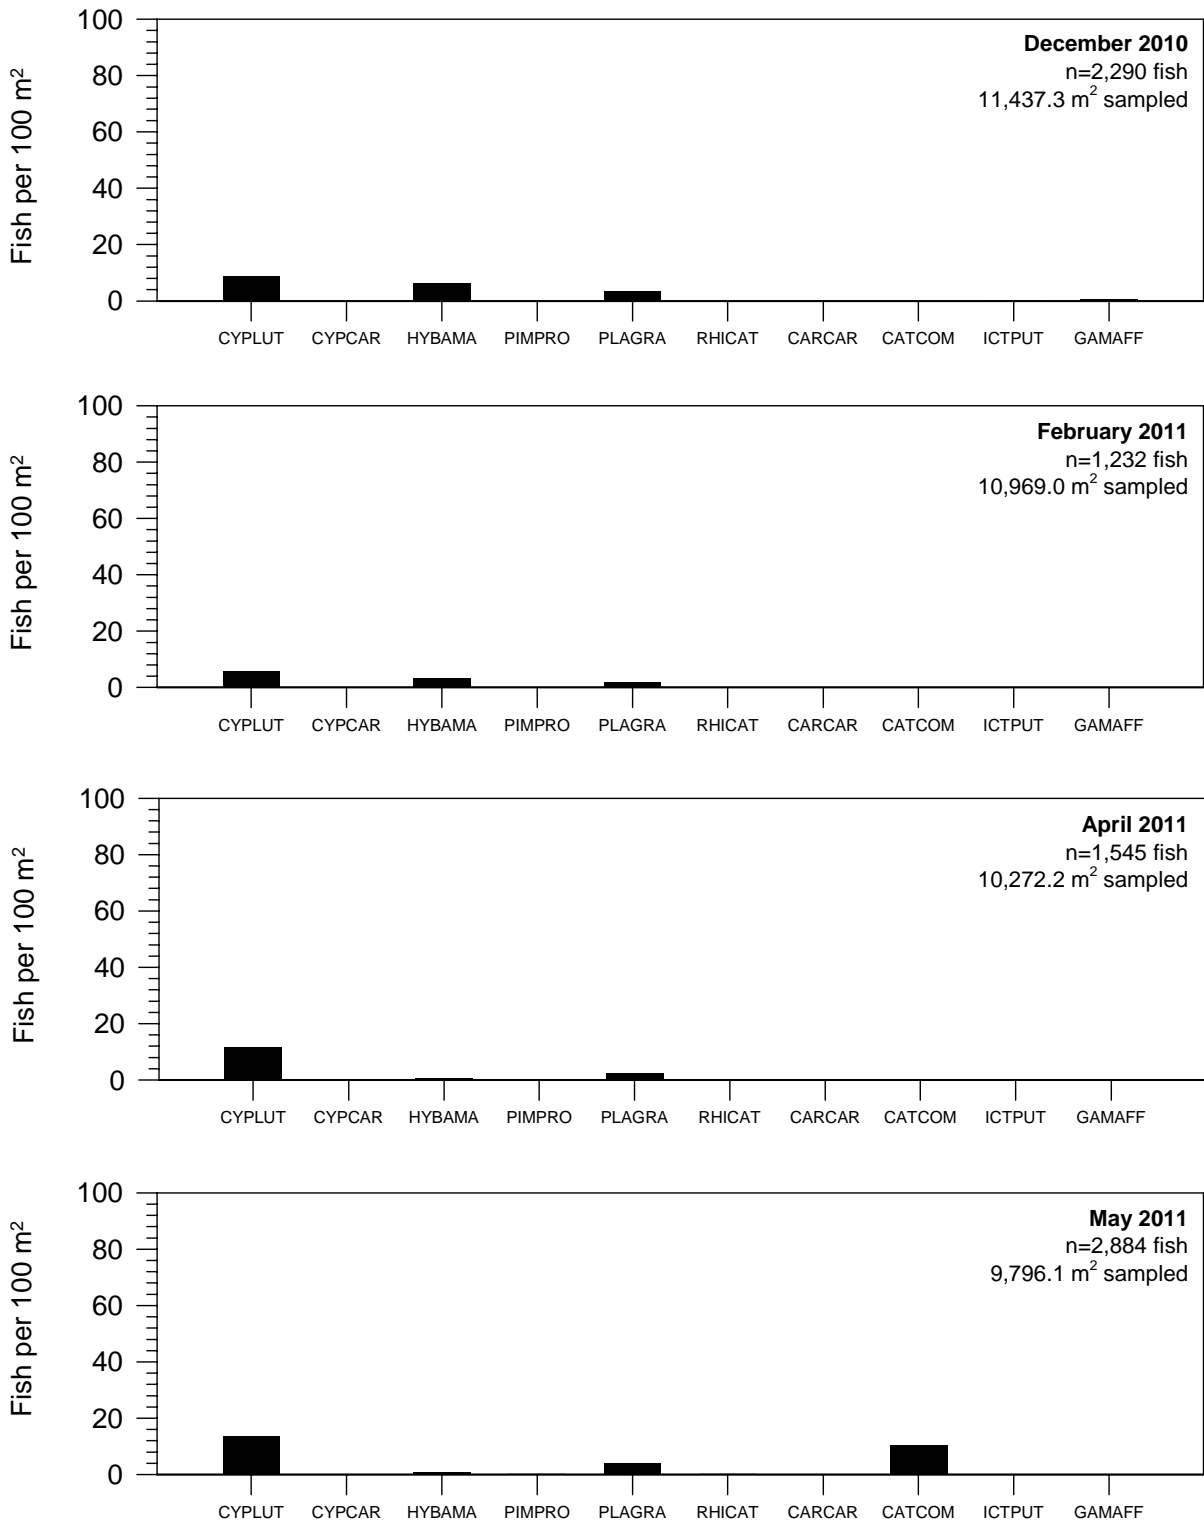 100
December 2010
n=2,290 fish
11,437.3 m² sampled
80
60
40
20
0
Fish per 100 m²
CYPLUT CYPCAR HYBAMA PIMPRO PLAGRA RHICAT CARCAR CATCOM ICTPUT GAMAFF
100
February 2011
n=1,232 fish
10,969.0 m² sampled
80
60
40
20
0
Fish per 100 m²
CYPLUT CYPCAR HYBAMA PIMPRO PLAGRA RHICAT CARCAR CATCOM ICTPUT GAMAFF
100
April 2011
n=1,545 fish
10,272.2 m² sampled
80
60
40
20
0
Fish per 100 m²
CYPLUT CYPCAR HYBAMA PIMPRO PLAGRA RHICAT CARCAR CATCOM ICTPUT GAMAFF
100
May 2011
n=2,884 fish
9,796.1 m² sampled
80
60
40
20
0
Fish per 100 m²
CYPLUT CYPCAR HYBAMA PIMPRO PLAGRA RHICAT CARCAR CATCOM ICTPUT GAMAFF